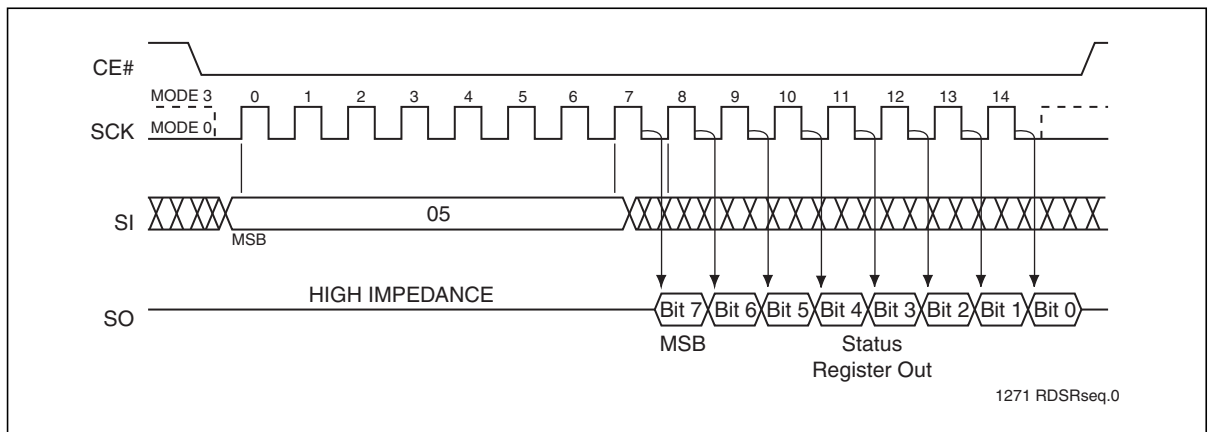 CE#
MODE 3
0 1 2 3 4 5 6 7 8 9 10 11 12 13 14
SCK
MODE 0
SI
05
MSB
HIGH IMPEDANCE
SO
Bit 7 Bit 6 Bit 5 Bit 4 Bit 3 Bit 2 Bit 1 Bit 0
MSB
Status
Register Out
1271 RDSRseq.0